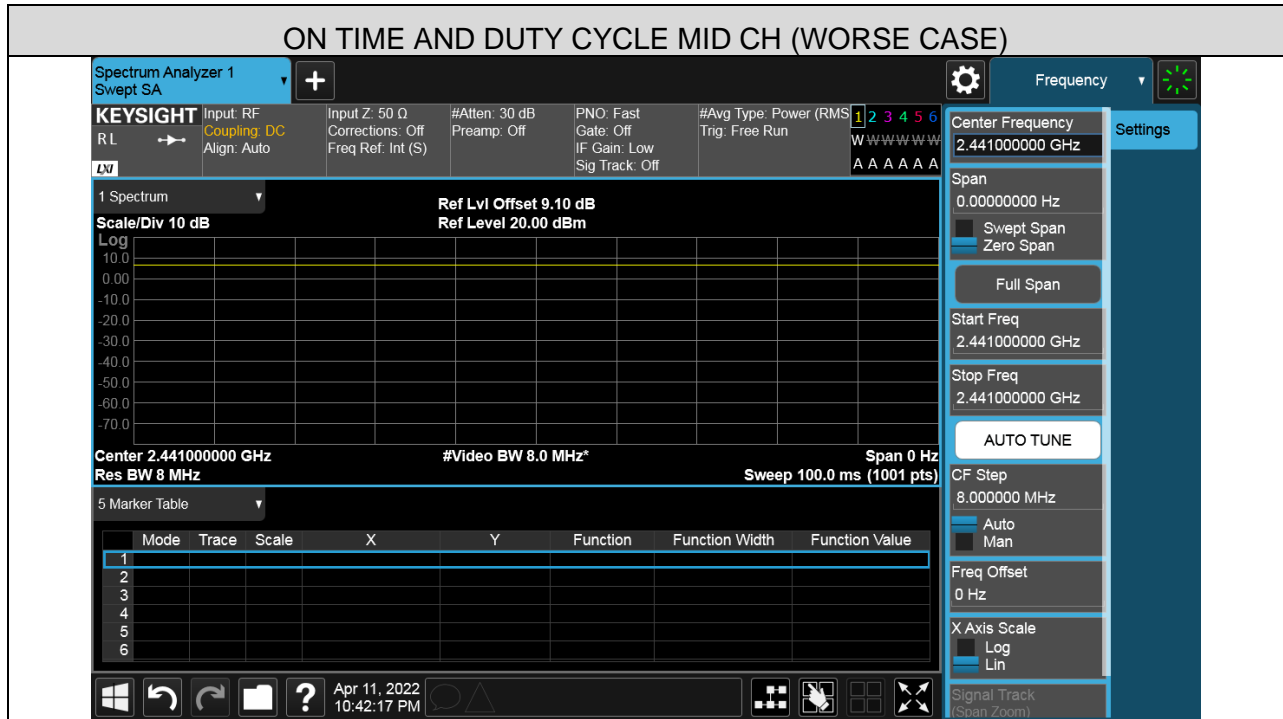 ON TIME AND DUTY CYCLE MID CH (WORSE CASE)
Spectrum Analyzer 1
Swept SA
+
Frequency
KEYSIGHT
RL
LXI
Input: RF
Coupling: DC
Align: Auto
Input Z: 50 Ω
Corrections: Off
Freq Ref: Int (S)
#Atten: 30 dB
Preamp: Off
PNO: Fast
Gate: Off
IF Gain: Low
Sig Track: Off
#Avg Type: Power (RMS
Trig: Free Run
1 2 3 4 5 6
W W W W W W
A A A A A A
1 Spectrum
Scale/Div 10 dB
Ref Lvl Offset 9.10 dB
Ref Level 20.00 dBm
Log
10.0
0.00
-10.0
-20.0
-30.0
-40.0
-50.0
-60.0
-70.0
Center 2.441000000 GHz
#Video BW 8.0 MHz*
Span 0 Hz
Res BW 8 MHz
Sweep 100.0 ms (1001 pts)
5 Marker Table
Mode Trace Scale X Y Function Function Width Function Value
1
2
3
4
5
6
?
Apr 11, 2022
10:42:17 PM
Center Frequency
2.441000000 GHz
Settings
Span
0.00000000 Hz
Swept Span
Zero Span
Full Span
Start Freq
2.441000000 GHz
Stop Freq
2.441000000 GHz
AUTO TUNE
CF Step
8.000000 MHz
Auto
Man
Freq Offset
0 Hz
X Axis Scale
Log
Lin
Signal Track
(Span Zoom)